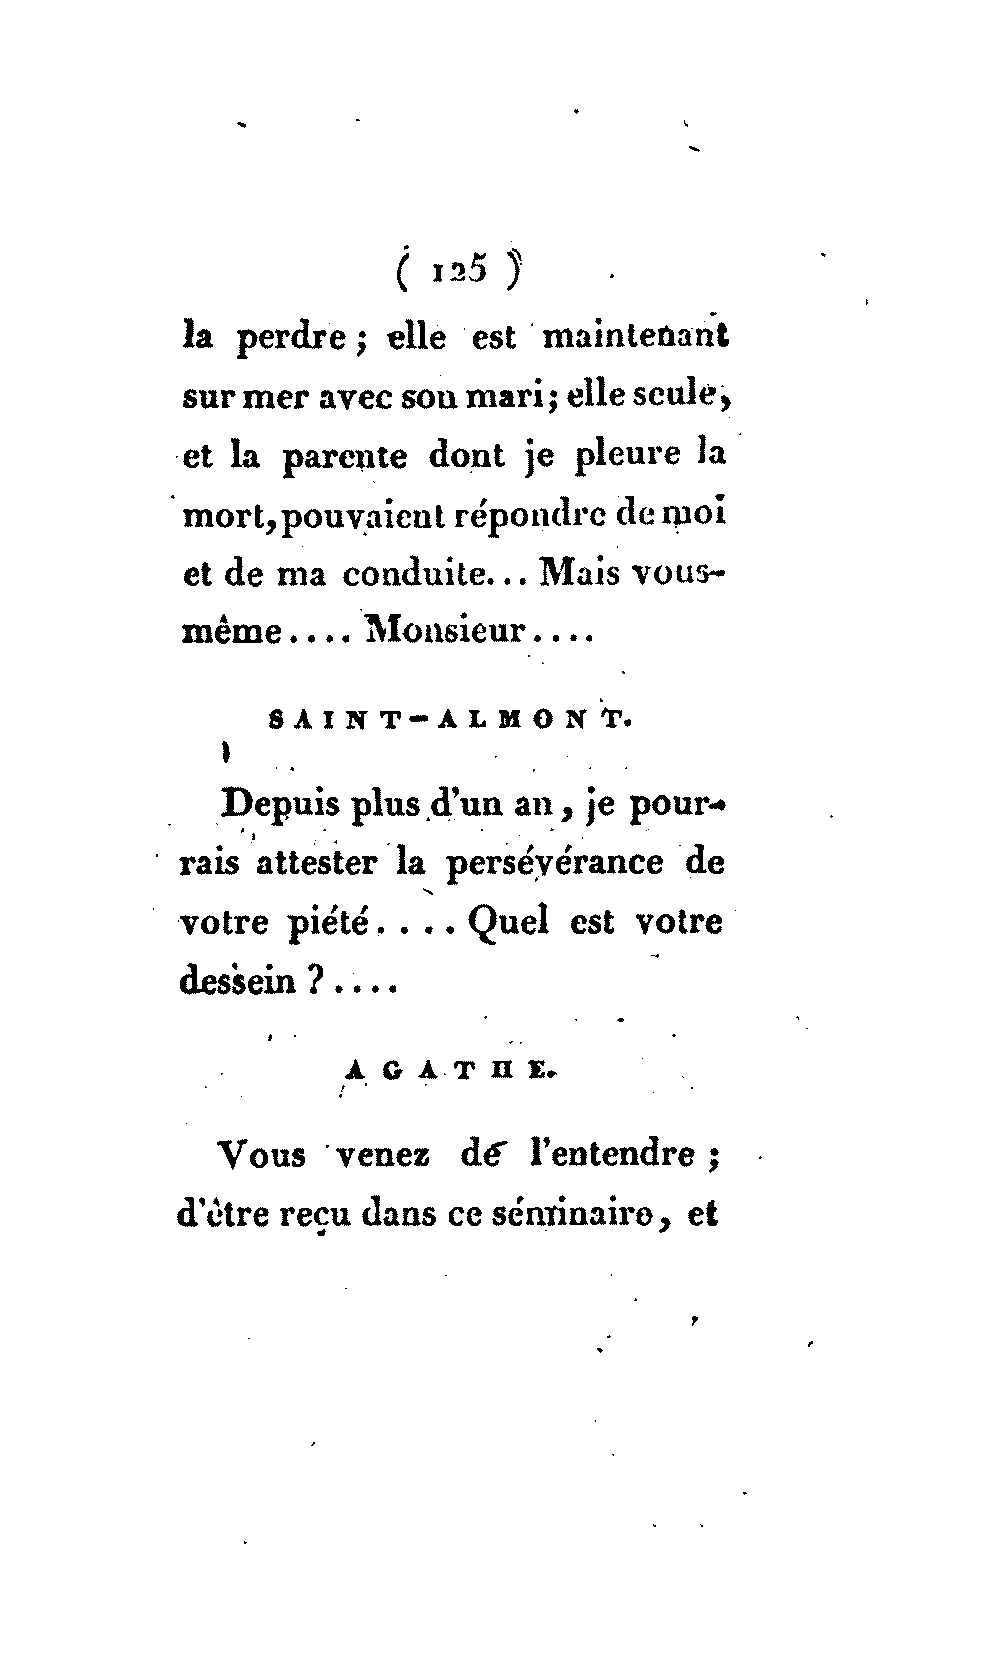 ( 125 )
la perdre ; elle est maintenant
sur mer avec son mari; elle seule,
et la parente dont je pleure la
mort, pouvaient répondre de moi
et de ma conduite... Mais vous-
même.... Monsieur....
SAINT-ALMONT.
Depuis plus d'un an, je pour-
rais attester la persévérance de
votre piété.... Quel est votre
dessein ?....
AGATHE.
Vous venez de l'entendre ;
d'être reçu dans ce séminaire, et